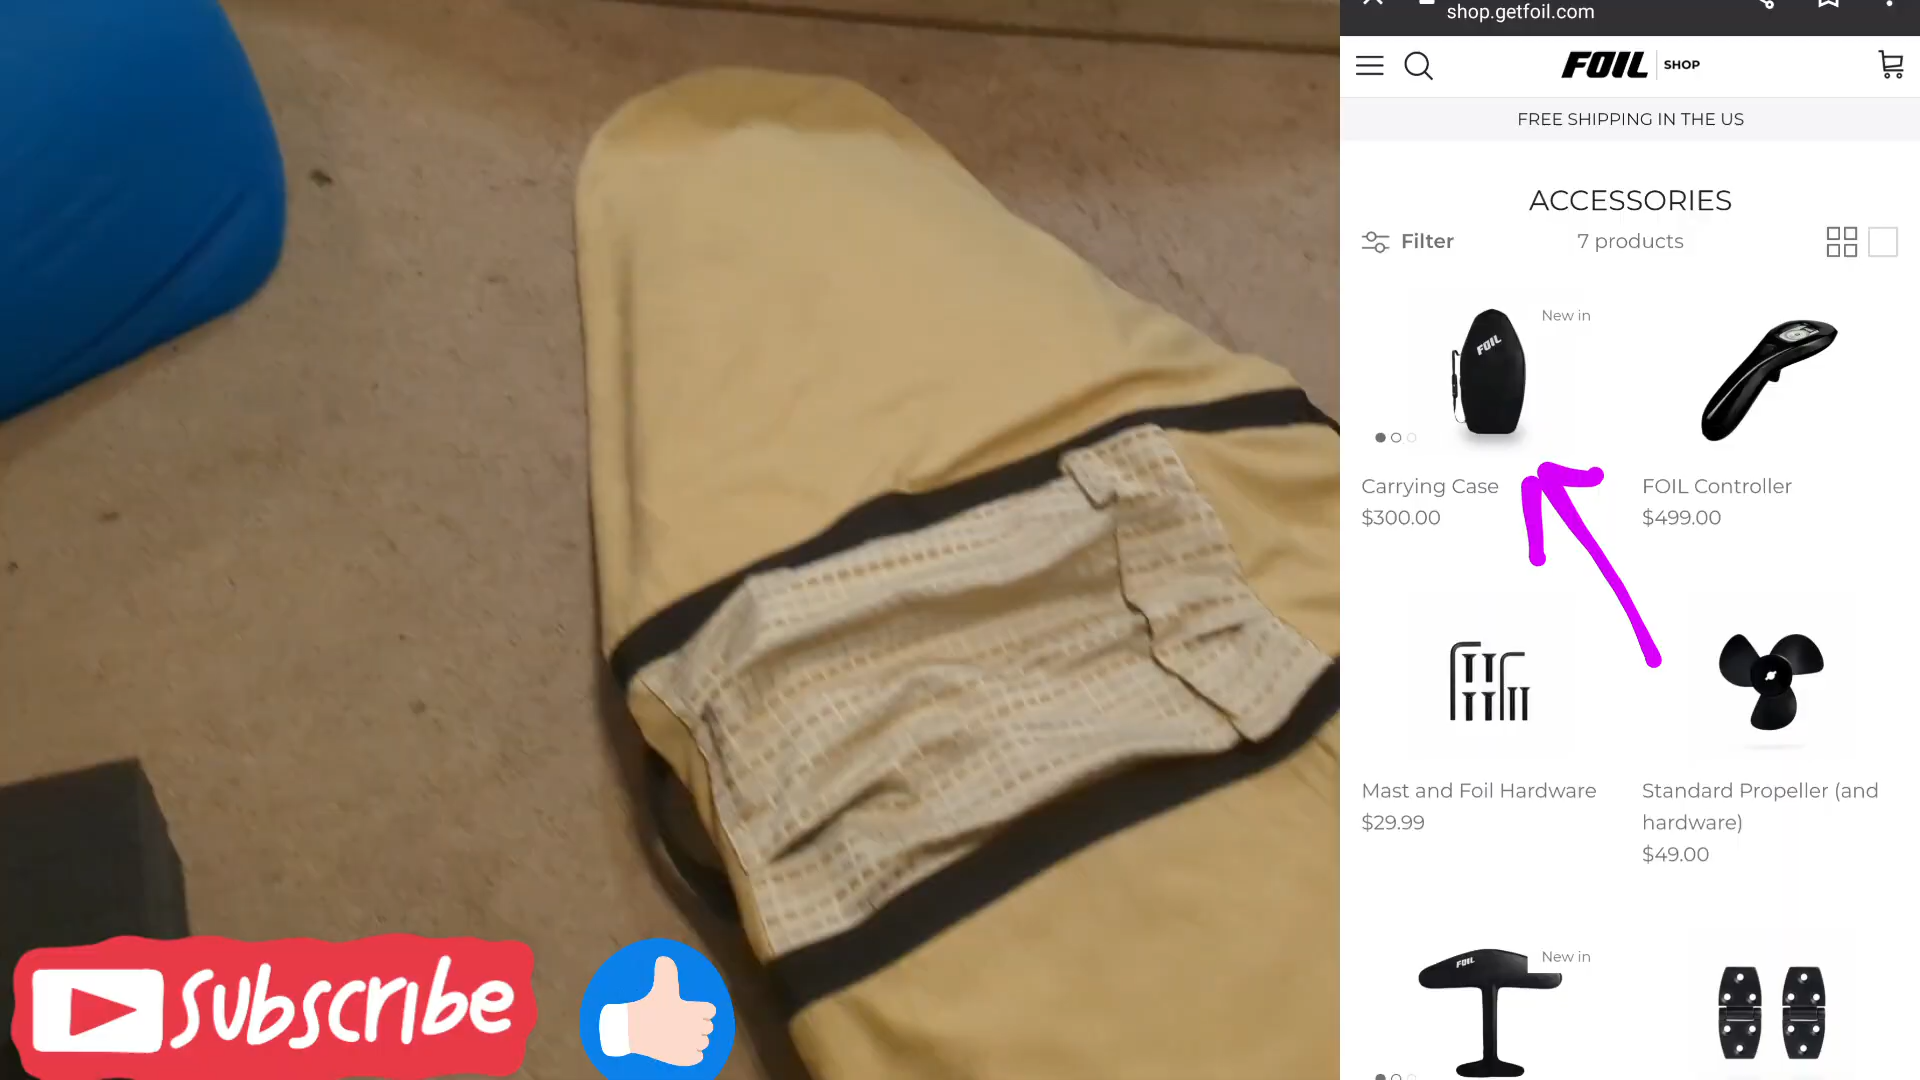 shop.getfoil.com
FOIL SHOP
FREE SHIPPING IN THE US
ACCESSORIES
Filter 7 products
New in
FOIL
Carrying Case
$300.00
FOIL Controller
$499.00
Mast and Foil Hardware
$29.99
Standard Propeller (and
hardware)
$49.00
New in
FOIL
Subscribe